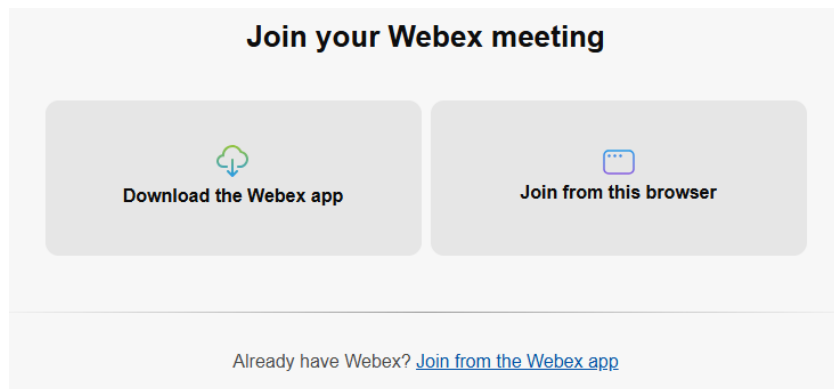 Join your Webex meeting
Download the Webex app
Join from this browser
Already have Webex? Join from the Webex app